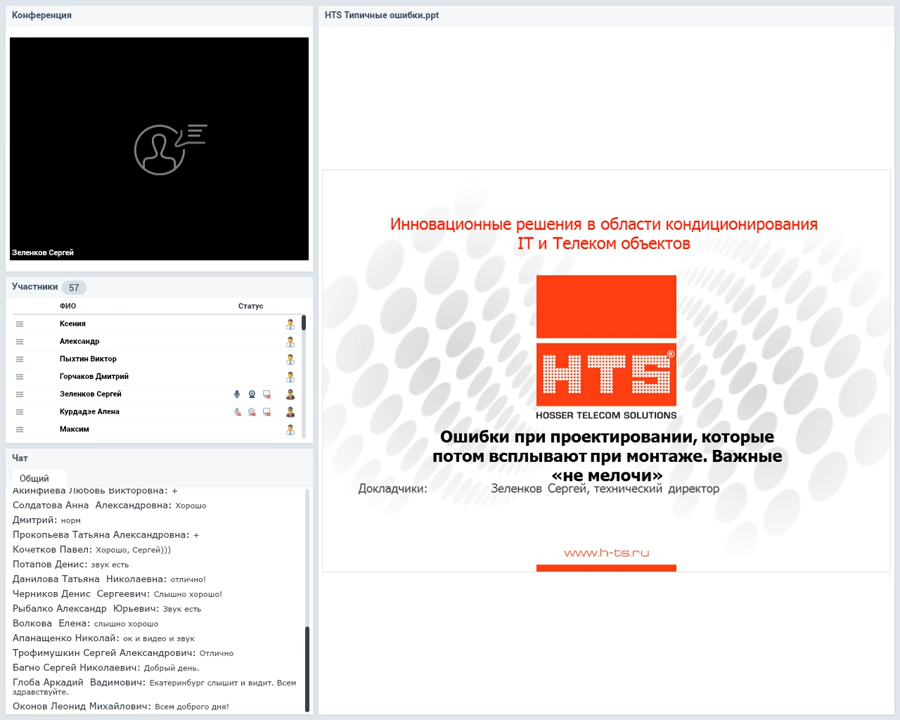 Конференция
Зеленков Сергей
Участники 57
ФИО Статус
Ксения
Александр
Пыхтин Виктор
Горчаков Дмитрий
Зеленков Сергей
Курдадзе Алена
Максим
Чат
Общий
Акинфиева Любовь Викторовна: +
Солдатова Анна Александровна: Хорошо
Дмитрий: норм
Прокопьева Татьяна Александровна: +
Кочетков Павел: Хорошо, Сергей)))
Потапов Денис: звук есть
Данилова Татьяна Николаевна: отлично!
Черников Денис Сергеевич: Слышно хорошо!
Рыбалко Александр Юрьевич: Звук есть
Волкова Елена: слышно хорошо
Апанащенко Николай: ок и видео и звук
Трофимушкин Сергей Александрович: Отлично
Багно Сергей Николаевич: Добрый день.
Глоба Аркадий Вадимович: Екатеринбург слышит и видит. Всем
здравствуйте.
Оконов Леонид Михайлович: Всем доброго дня!
HTS Типичные ошибки.ppt
Инновационные решения в области кондиционирования
IT и Телеком объектов
HTS®
HOSSER TELECOM SOLUTIONS
Ошибки при проектировании, которые
потом всплывают при монтаже. Важные
«не мелочи»
Докладчики: Зеленков Сергей, технический директор
www.h-ts.ru